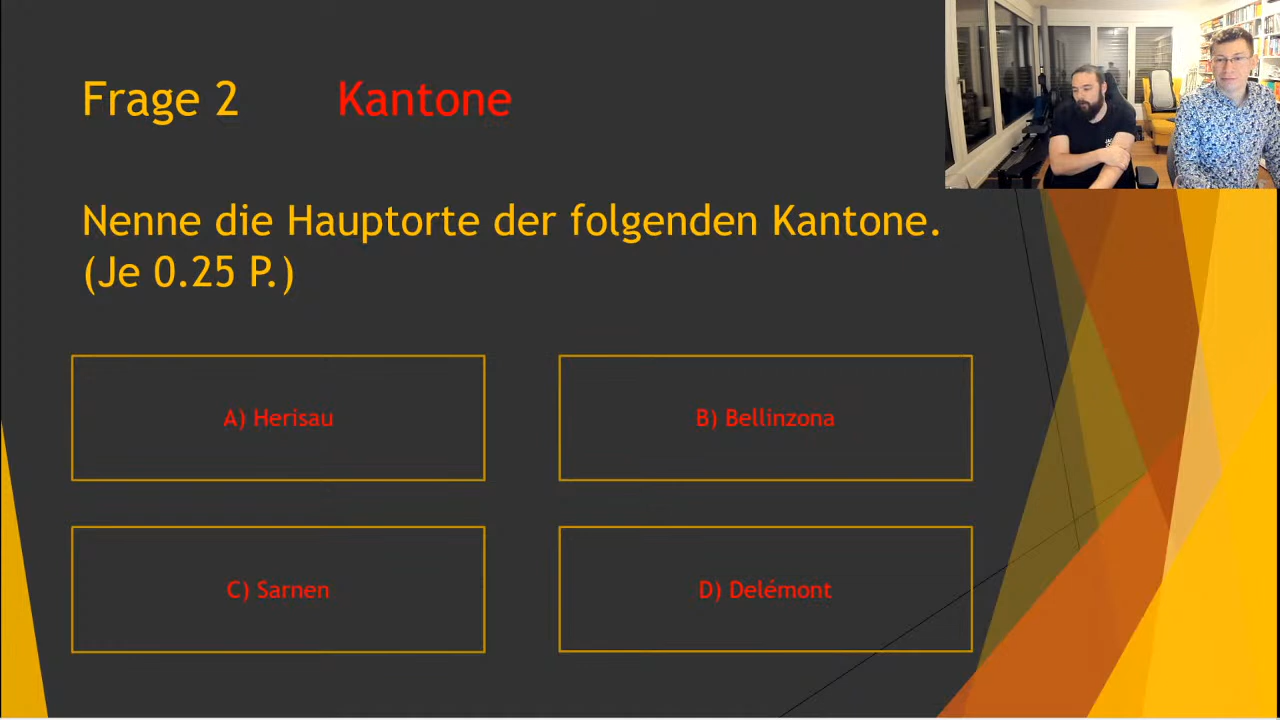 Frage 2 Kantone
Nenne die Hauptorte der folgenden Kantone.
(Je 0.25 P.)
A) Herisau
B) Bellinzona
C) Sarnen
D) Delémont